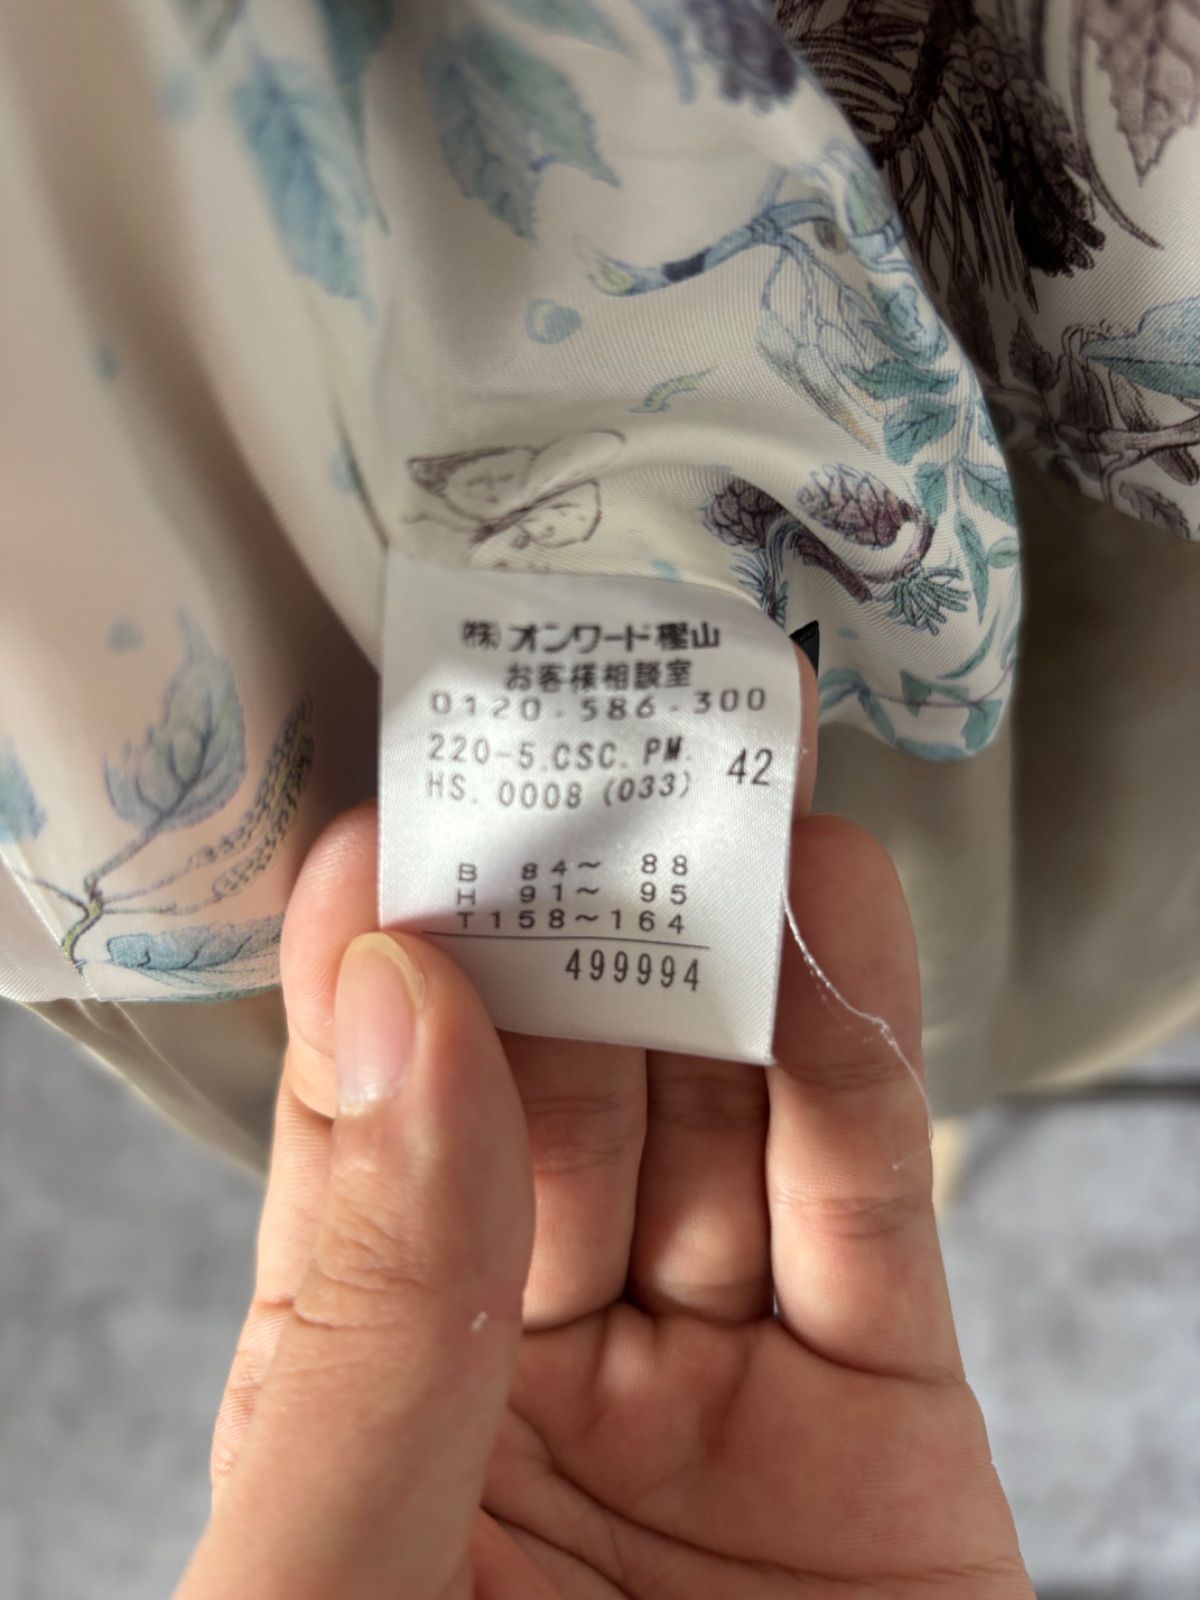 ㈱オンワード樫山
お客様相談室
0120-586-300
220-5.CSC.PM.
HS.0008(033)
42
B 84~ 88
H 91~ 95
T158~164
499994